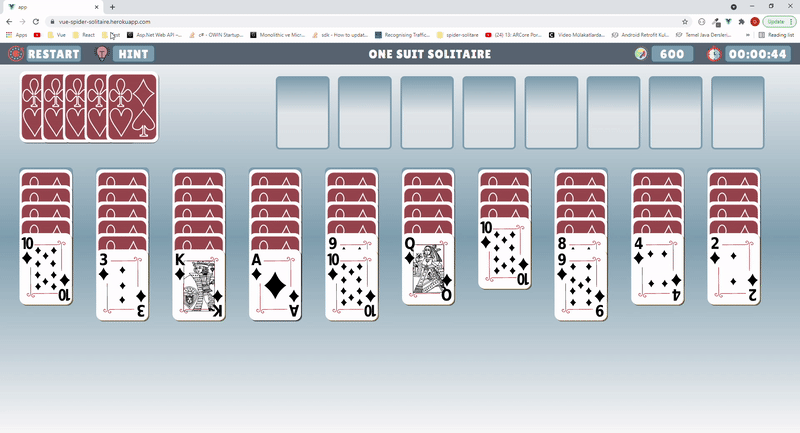 app
vue-spider-solitaire.herokuapp.com
Update
Apps Vue React Asp.Net Web API –... c# - OWIN Startup... Monolithic ve Micr... sdk - How to updat... Recognising Traffic... spider-solitare (24) 13: ARCore Por... Video Mülakatlarda... Android Retrofit Kul... Temel Java Dersleri... » Reading list
RESTART HINT ONE SUIT SOLITAIRE 600 00:00:44
10 3 K A 9 Q 10 8 4 2
10 9
10 3 K A 10 Q 10 9 4 2